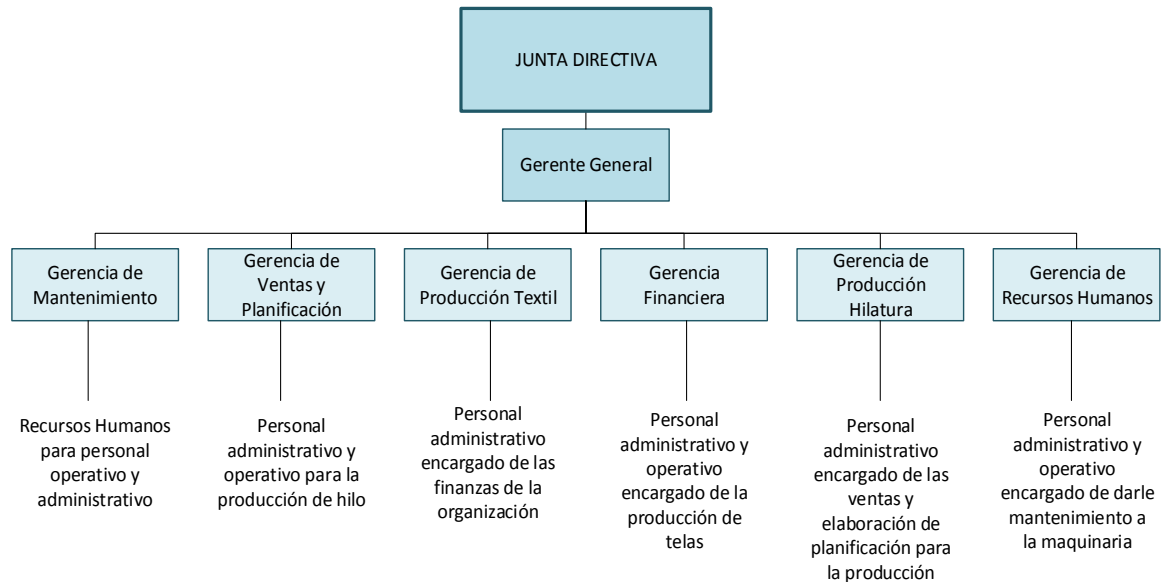 JUNTA DIRECTIVA
Gerente General
Gerencia de
Mantenimiento
Gerencia de
Ventas y
Planificación
Gerencia de
Producción Textil
Gerencia
Financiera
Gerencia de
Producción
Hilatura
Gerencia de
Recursos Humanos
Recursos Humanos
para personal
operativo y
administrativo
Personal
administrativo y
operativo para la
producción de hilo
Personal
administrativo
encargado de las
finanzas de la
organización
Personal
administrativo y
operativo
encargado de la
producción de
telas
Personal
administrativo
encargado de las
ventas y
elaboración de
planificación para
la producción
Personal
administrativo y
operativo
encargado de darle
mantenimiento a
la maquinaria